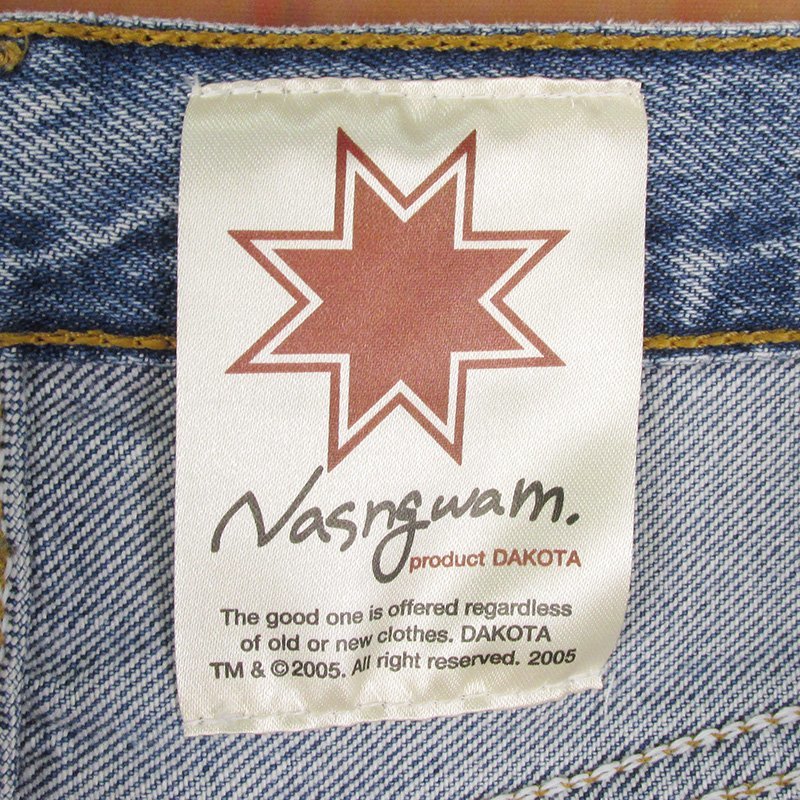 Nasngwam.
product DAKOTA
The good one is offered regardless
of old or new clothes. DAKOTA
TM & ©2005. All right reserved. 2005